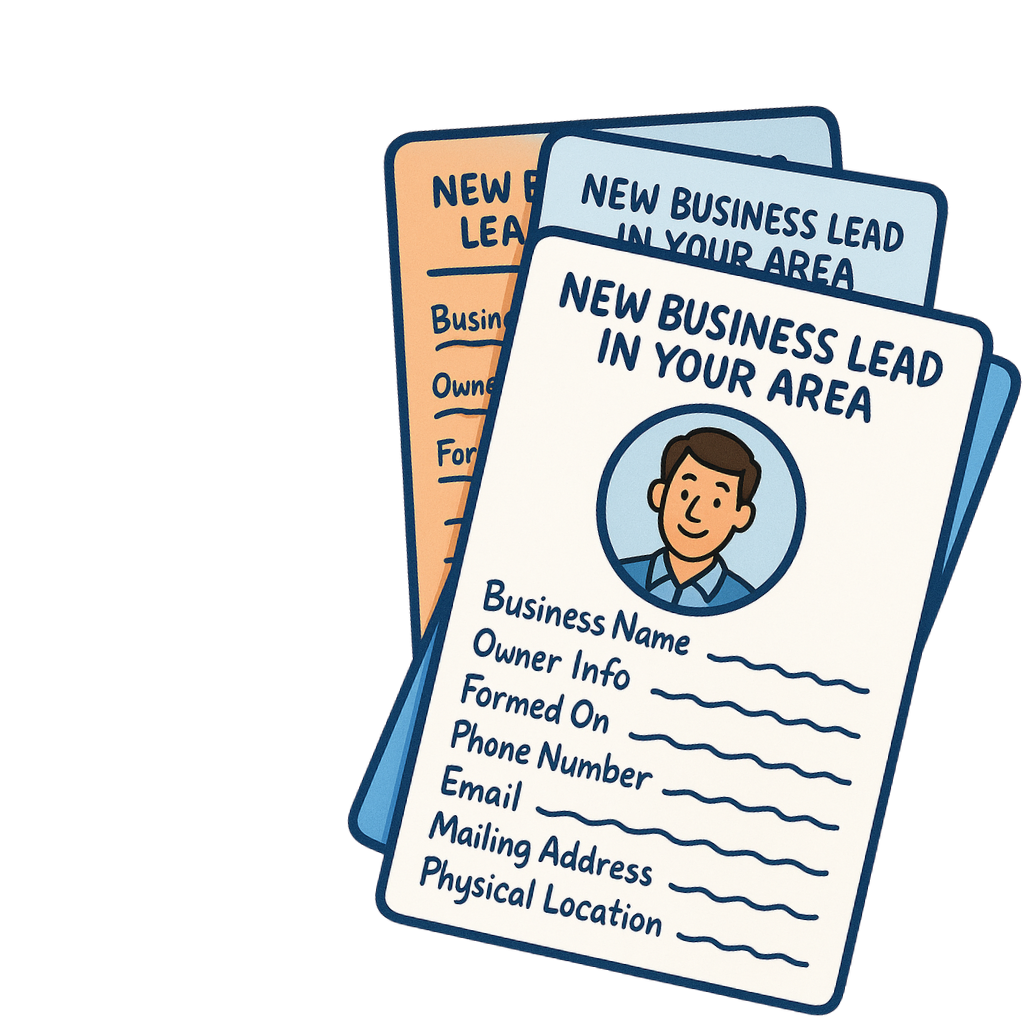 NEW BUSINESS LEAD
IN YOUR AREA
Business Name
Owner Info
Formed On
Phone Number
Email
Mailing Address
Physical Location
NEW BUSINESS LEAD
IN YOUR AREA
NEW